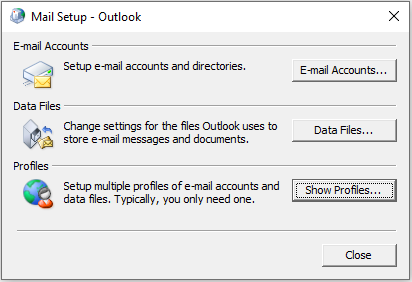 Mail Setup - Outlook
E-mail Accounts
Setup e-mail accounts and directories.
E-mail Accounts...
Data Files
Change settings for the files Outlook uses to
store e-mail messages and documents.
Data Files...
Profiles
Setup multiple profiles of e-mail accounts and
data files. Typically, you only need one.
Show Profiles...
Close